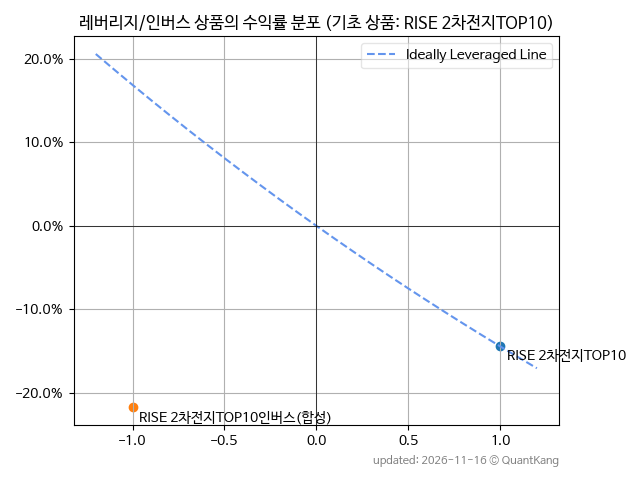 레버리지/인버스 상품의 수익률 분포 (기초 상품: RISE 2차전지TOP10)
Ideally Leveraged Line
20.0%
10.0%
0.0%
−10.0%
−20.0%
RISE 2차전지TOP10
RISE 2차전지TOP10인버스(합성)
−1.0 −0.5 0.0 0.5 1.0
updated: 2026-11-16 © QuantKang